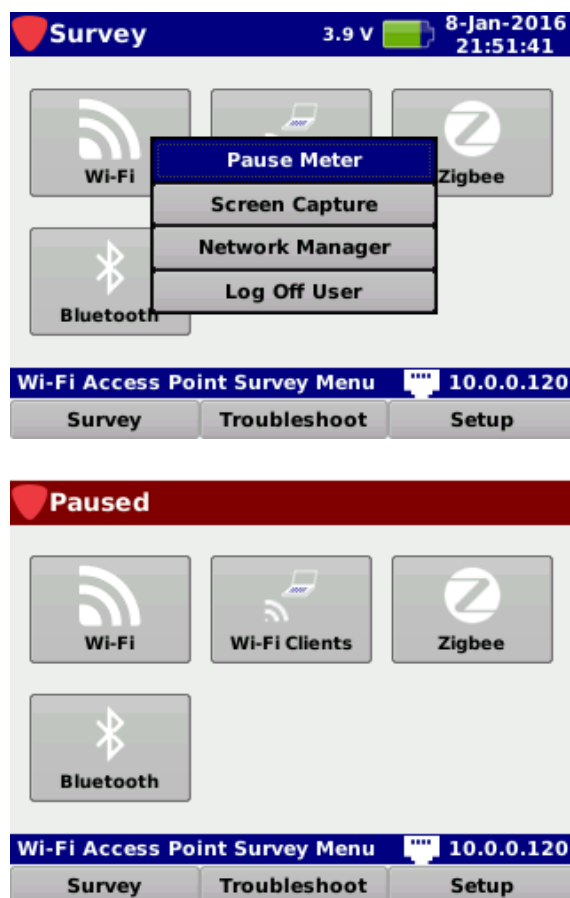 Survey 3.9 V 8-Jan-2016
21:51:41
Wi-Fi
Zigbee
Pause Meter
Screen Capture
Network Manager
Log Off User
Bluetooth
Wi-Fi Access Point Survey Menu 10.0.0.120
Survey Troubleshoot Setup
Paused
Wi-Fi Wi-Fi Clients Zigbee
Bluetooth
Wi-Fi Access Point Survey Menu 10.0.0.120
Survey Troubleshoot Setup